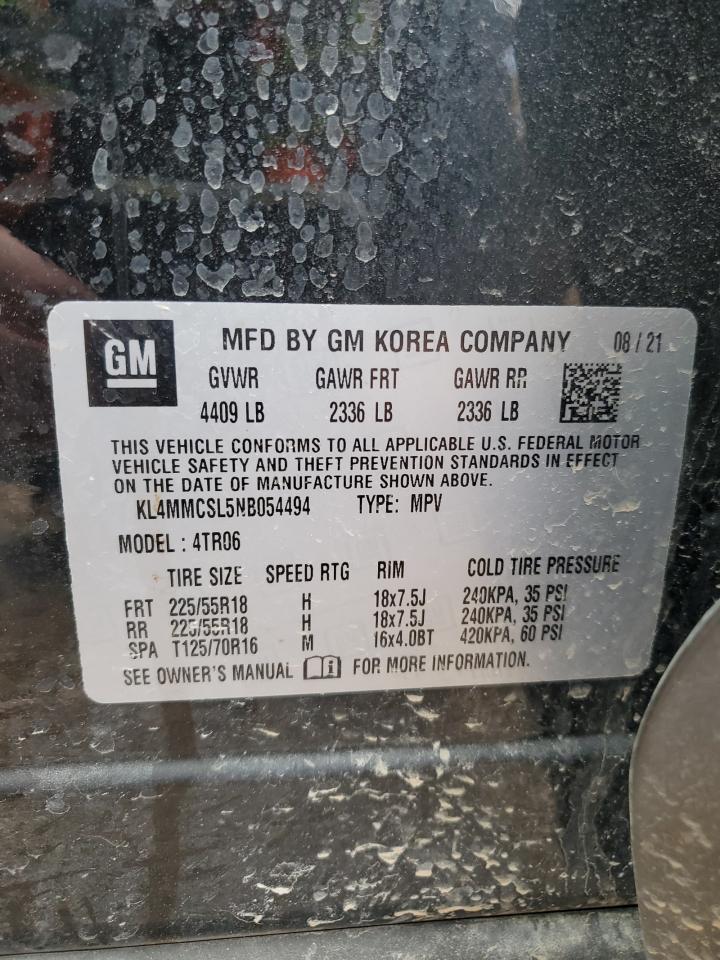 GM
MFD BY GM KOREA COMPANY 08 / 21
GVWR GAWR FRT GAWR RR
4409 LB 2336 LB 2336 LB
THIS VEHICLE CONFORMS TO ALL APPLICABLE U.S. FEDERAL MOTOR
VEHICLE SAFETY AND THEFT PREVENTION STANDARDS IN EFFECT
ON THE DATE OF MANUFACTURE SHOWN ABOVE.
KL4MMCSL5NB054494 TYPE: MPV
MODEL : 4TR06
TIRE SIZE SPEED RTG RIM COLD TIRE PRESSURE
FRT 225/55R18 H 18x7.5J 240KPA, 35 PSI
RR 225/55R18 H 18x7.5J 240KPA, 35 PSI
SPA T125/70R16 M 16x4.0BT 420KPA, 60 PSI
SEE OWNER'S MANUAL FOR MORE INFORMATION.